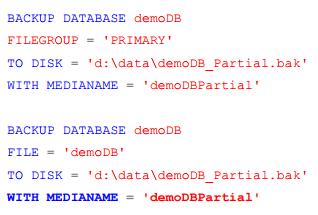 BACKUP DATABASE demoDB
FILEGROUP = 'PRIMARY'
TO DISK = 'd:\data\demoDB_Partial.bak'
WITH MEDIANAME = 'demoDBPartial'
BACKUP DATABASE demoDB
FILE = 'demoDB'
TO DISK = 'd:\data\demoDB_Partial.bak'
WITH MEDIANAME = 'demoDBPartial'